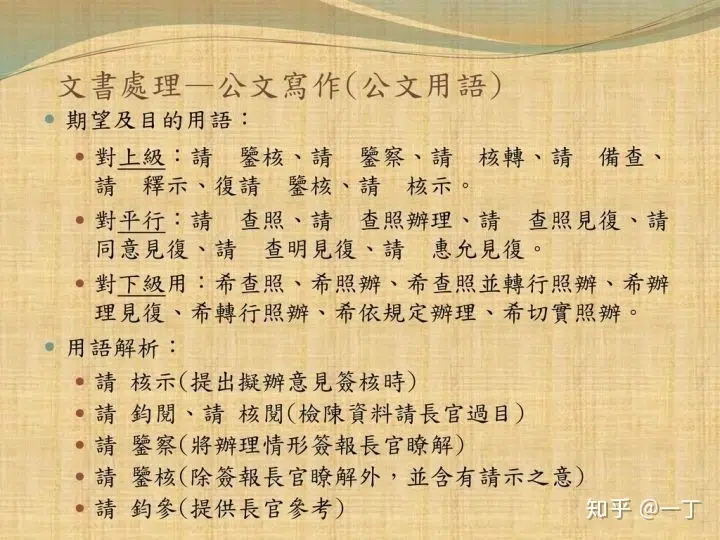 文書處理—公文寫作(公文用語)
期望及目的用語：
對上級：請　鑒核、請　鑒察、請　核轉、請　備查、
請　釋示、復請　鑒核、請　核示。
對平行：請　查照、請　查照辦理、請　查照見復、請
同意見復、請　查明見復、請　惠允見復。
對下級用：希查照、希照辦、希查照並轉行照辦、希辦
理見復、希轉行照辦、希依規定辦理、希切實照辦。
用語解析：
請 核示(提出擬辦意見簽核時)
請 鈞閱、請 核閱(檢陳資料請長官過目)
請 鑒察(將辦理情形簽報長官瞭解)
請 鑒核(除簽報長官瞭解外，並含有請示之意)
請 鈞參(提供長官參考)
知乎 @一丁